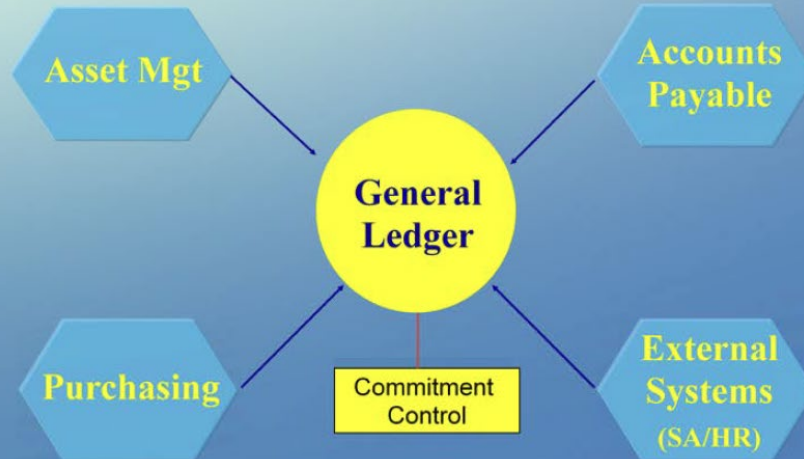 Asset Mgt
Accounts
Payable
General
Ledger
Purchasing
Commitment
Control
External
Systems
(SA/HR)